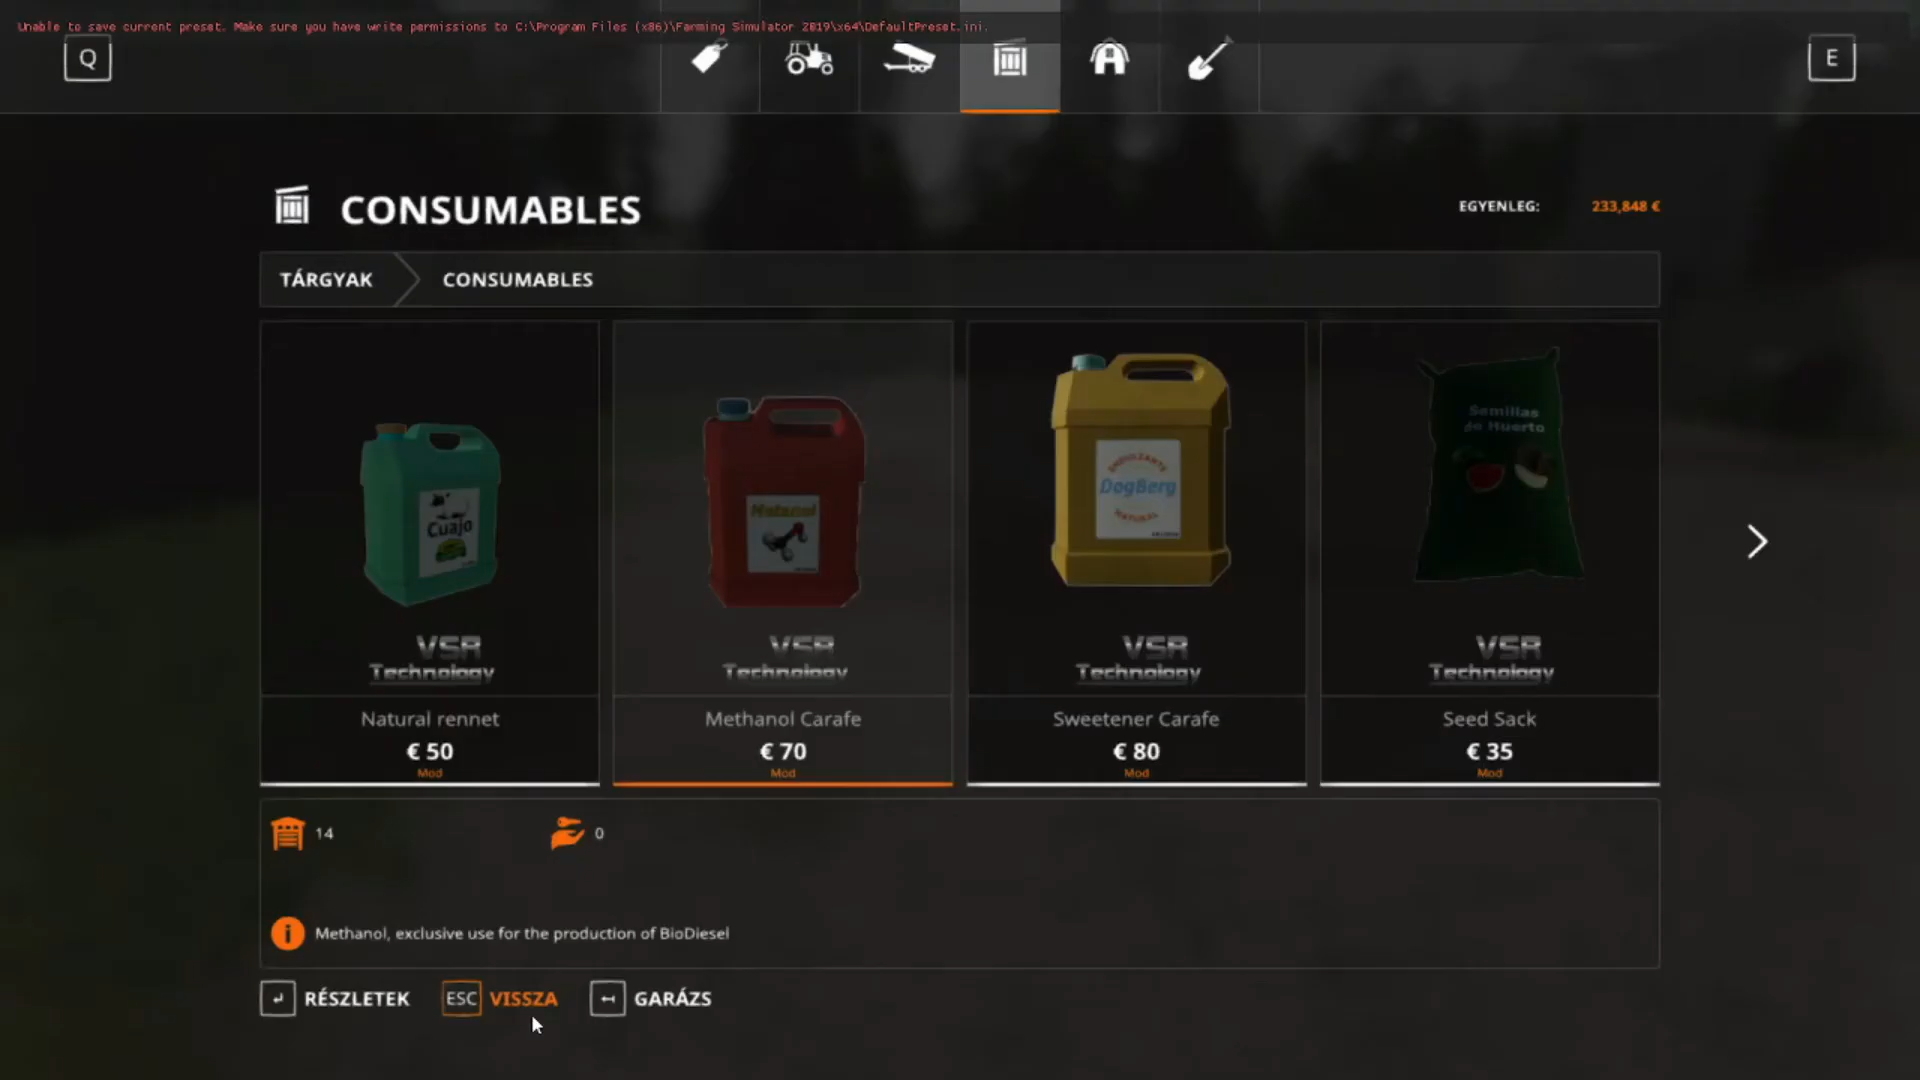 Unable to save current preset. Make sure you have write permissions to C:\Program Files (x86)\Farming Simulator 2019\x64\DefaultPreset.ini.
Q
E
CONSUMABLES
EGYENLEG: 233,848 €
TÁRGYAK CONSUMABLES
Cuajo
Metanol
DogBerg
NATURAL
Semillas
de Huerto
VSR
Technology
VSR
Technology
VSR
Technology
VSR
Technology
Natural rennet
€ 50
Mod
Methanol Carafe
€ 70
Mod
Sweetener Carafe
€ 80
Mod
Seed Sack
€ 35
Mod
14
0
Methanol, exclusive use for the production of BioDiesel
RÉSZLETEK
ESC VISSZA
GARÁZS